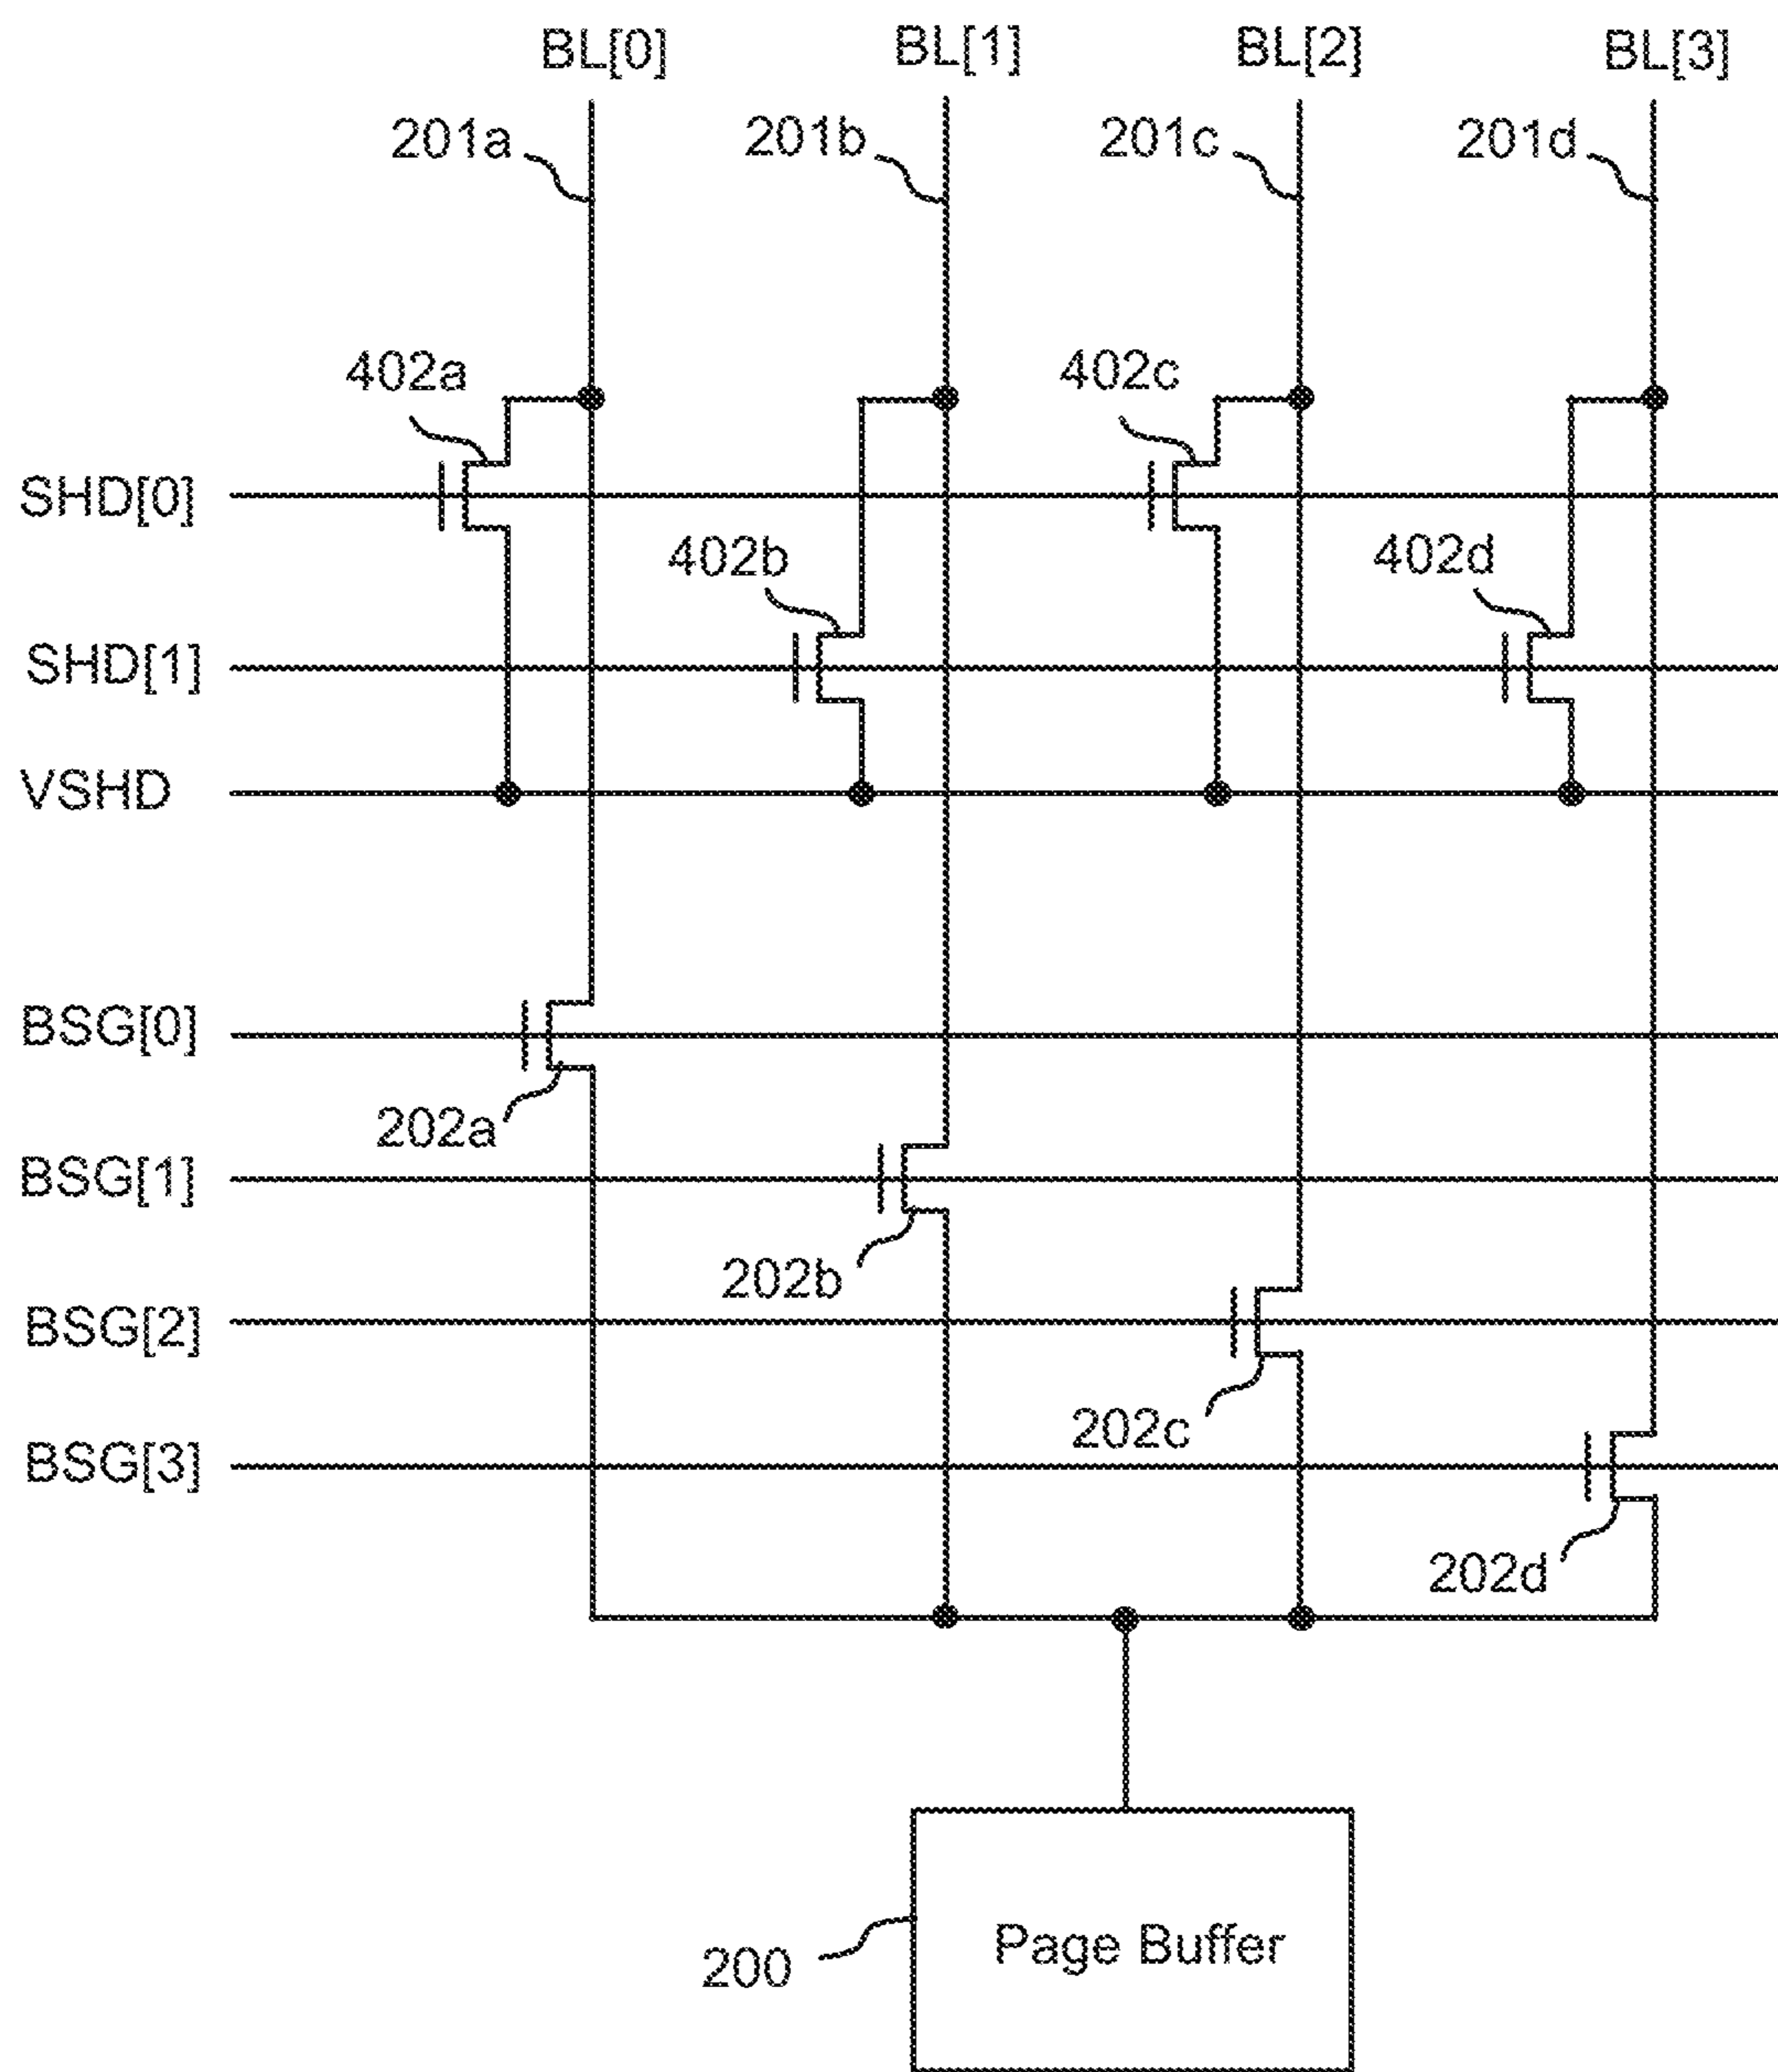 BL[0] BL[1] BL[2] BL[3]
201a 201b 201c 201d
402a 402c
SHD[0]
402b 402d
SHD[1]
VSHD
BSG[0]
202a
BSG[1]
202b
BSG[2]
202c
BSG[3]
202d
200 Page Buffer